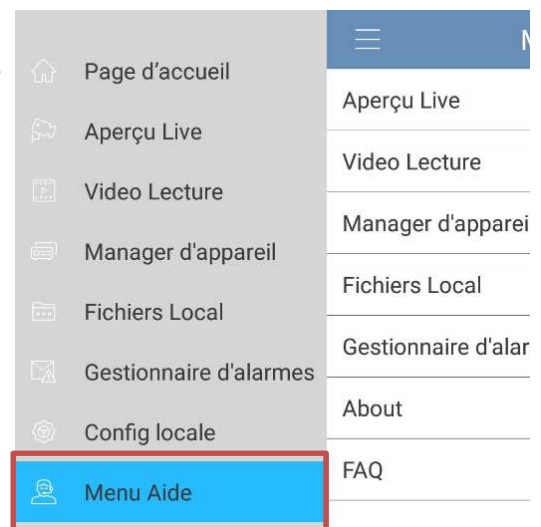 Page d’accueil
Aperçu Live
Video Lecture
Manager d'appareil
Fichiers Local
Gestionnaire d'alarmes
Config locale
Menu Aide
Aperçu Live
Video Lecture
Manager d'apparei
Fichiers Local
Gestionnaire d'alar
About
FAQ